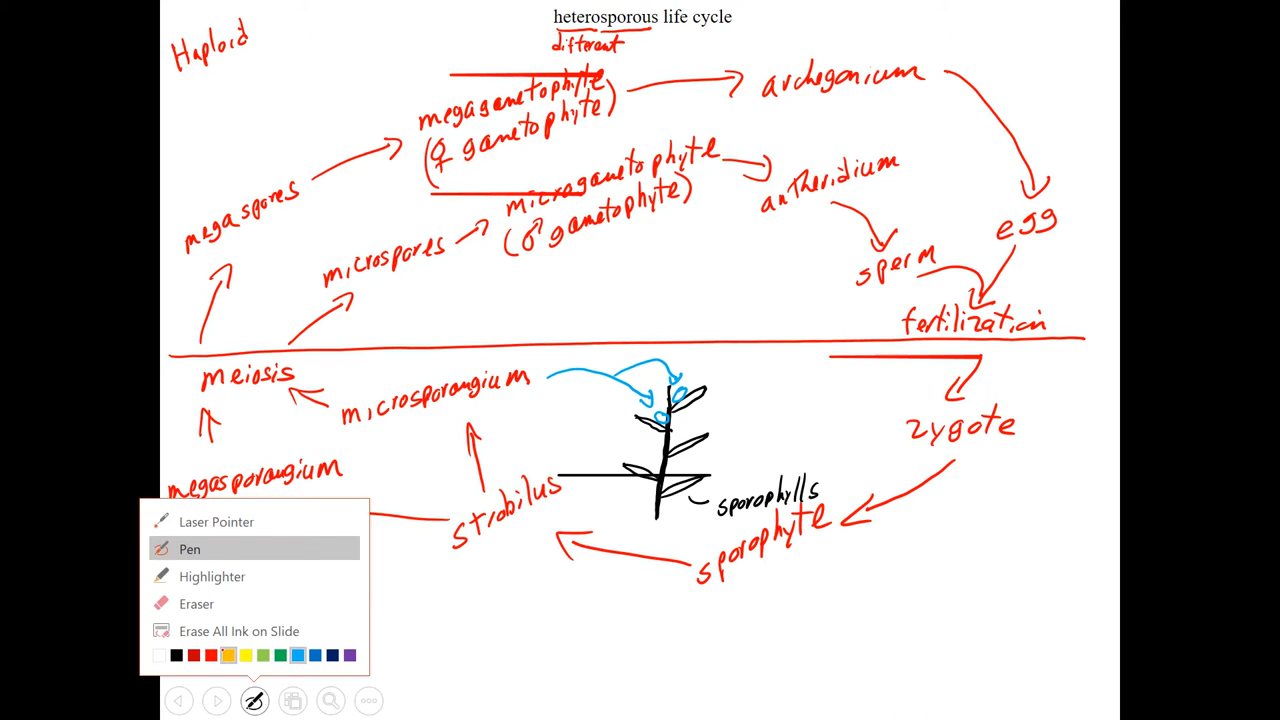 heterosporous life cycle
different
Haploid
megagametophyte
(♀ gametophyte)
archegonium
megaspores
microgametophyte
(♂ gametophyte)
antheridium
microspores
sperm
egg
fertilization
meiosis
microsporangium
zygote
megasporangium
strobilus
sporophylls
sporophyte
Laser Pointer
Pen
Highlighter
Eraser
Erase All Ink on Slide